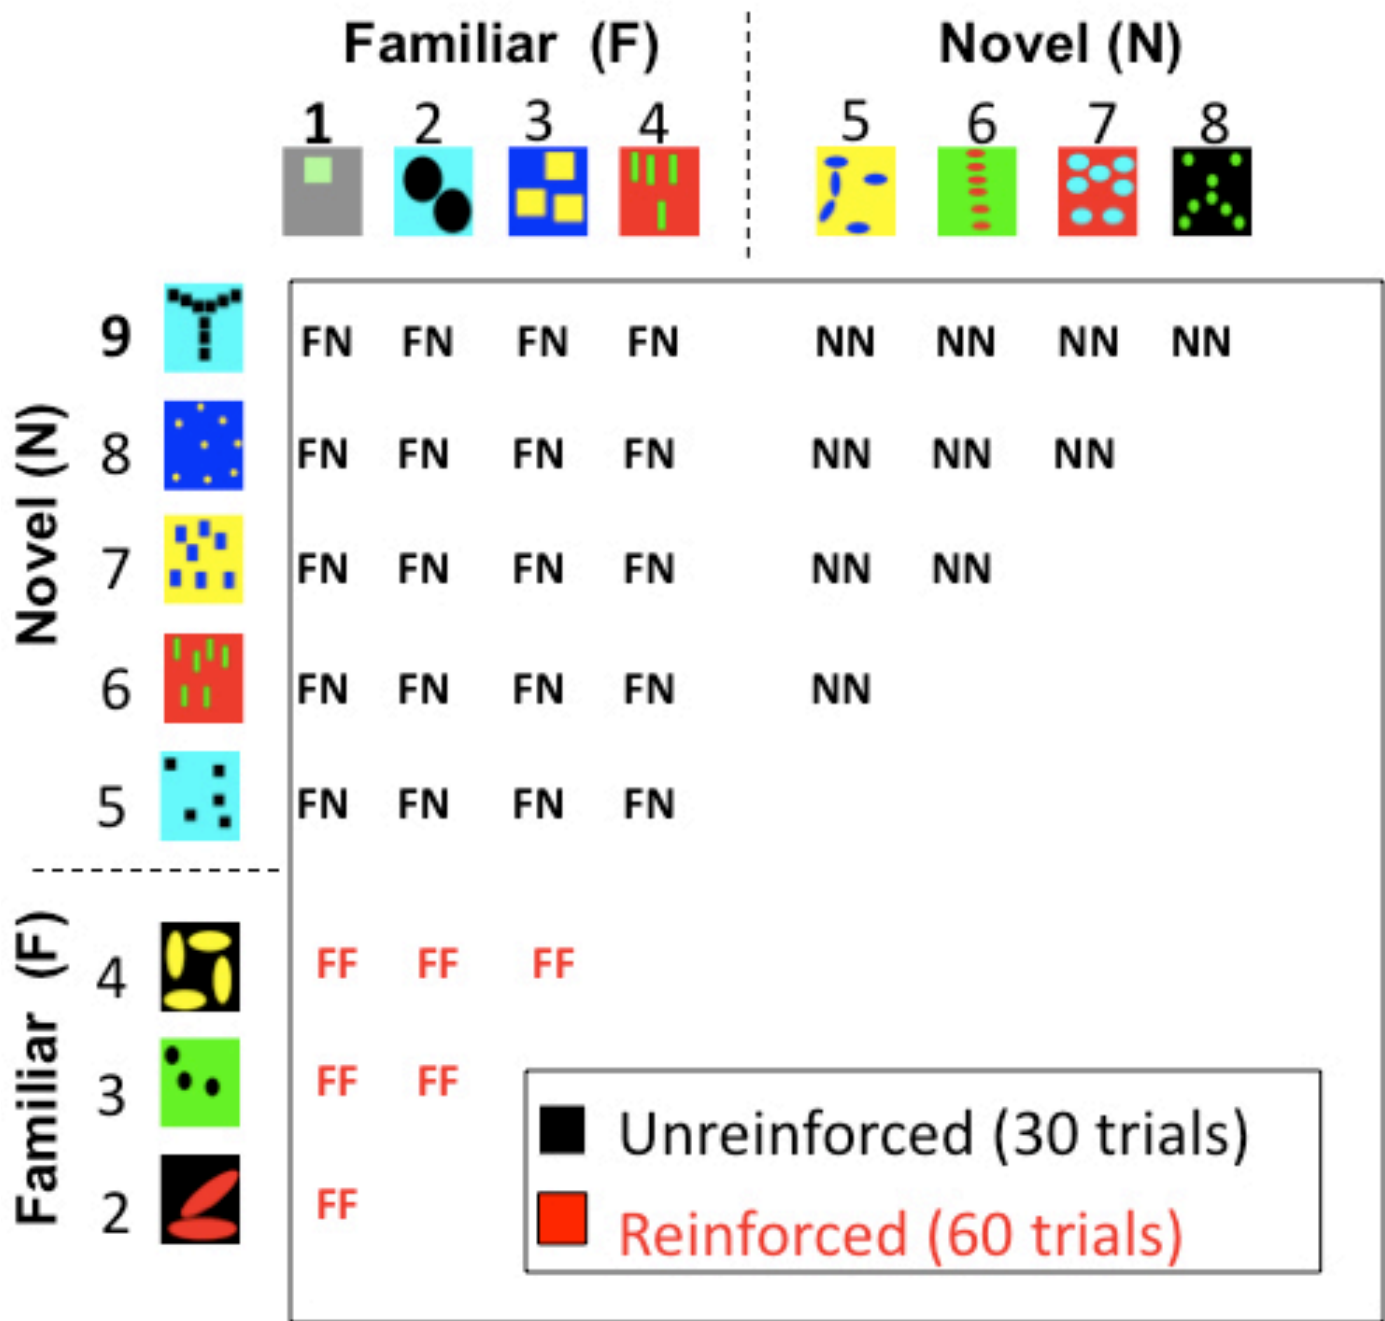 Familiar (F) Novel (N)
1 2 3 4 5 6 7 8
Novel (N)
9 FN FN FN FN NN NN NN NN
8 FN FN FN FN NN NN NN
7 FN FN FN FN NN NN
6 FN FN FN FN NN
5 FN FN FN FN
Familiar (F)
4 FF FF FF
3 FF FF
2 FF
Unreinforced (30 trials)
Reinforced (60 trials)